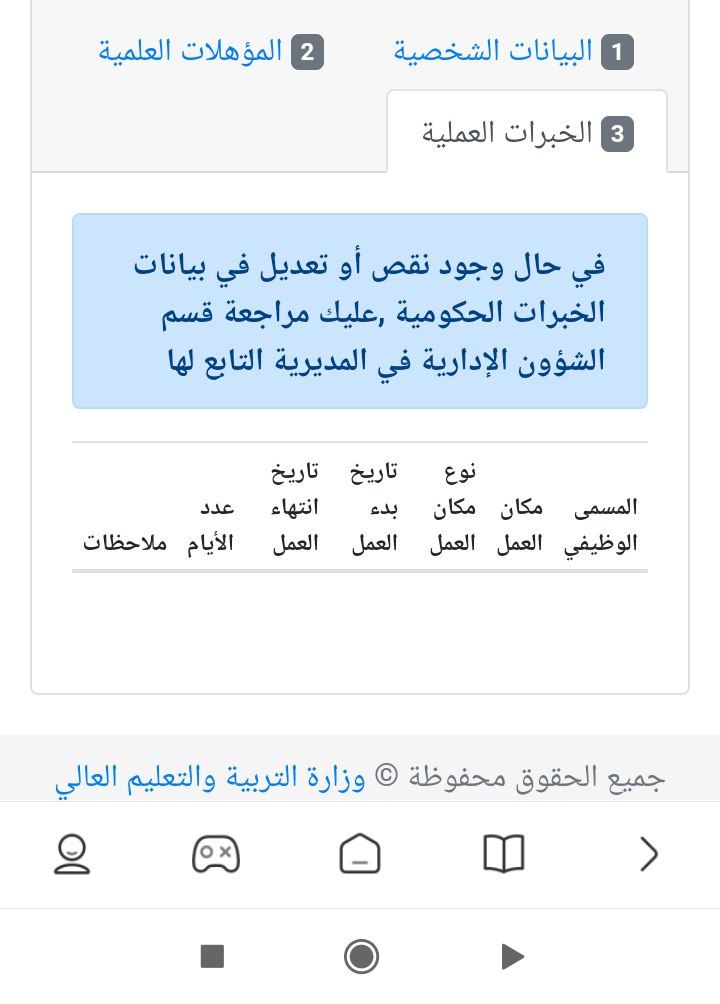 1 البيانات الشخصية
2 المؤهلات العلمية
3 الخبرات العملية
في حال وجود نقص أو تعديل في بيانات
الخبرات الحكومية ,عليك مراجعة قسم
الشؤون الإدارية في المديرية التابع لها
المسمى الوظيفي
مكان العمل
نوع مكان العمل
تاريخ بدء العمل
تاريخ انتهاء العمل
عدد الأيام
ملاحظات
جميع الحقوق محفوظة © وزارة التربية والتعليم العالي